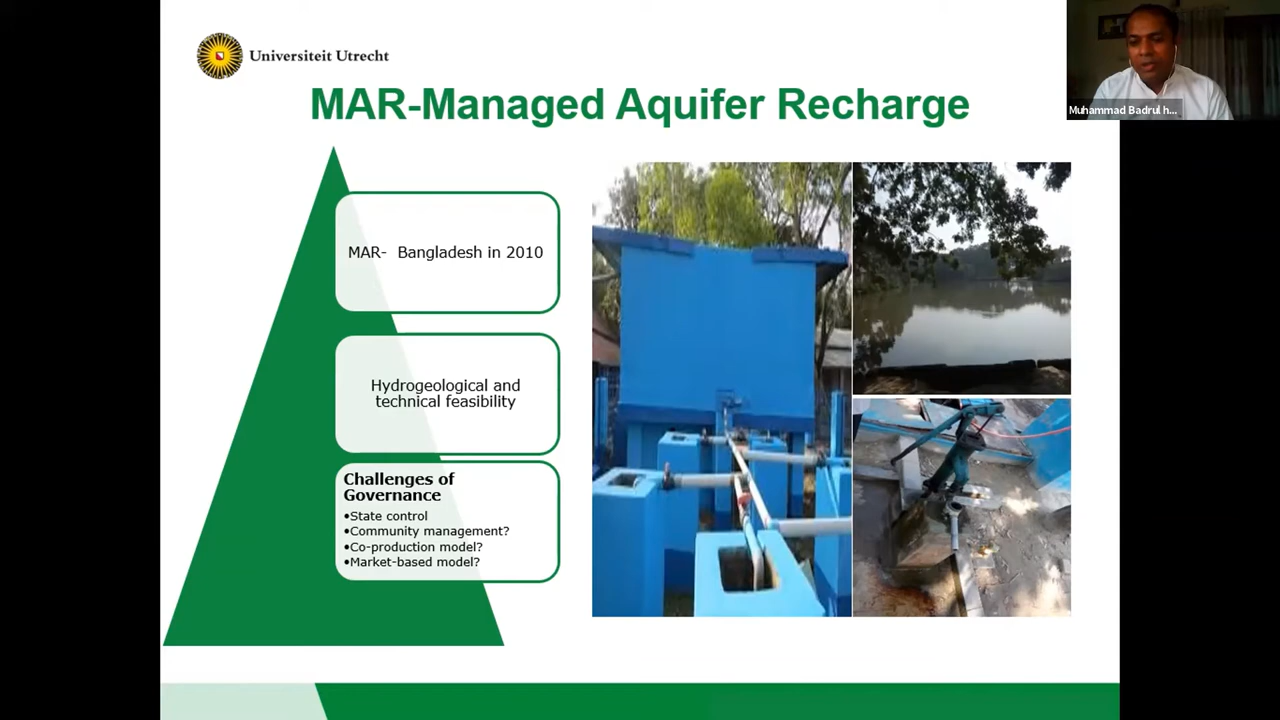 Universiteit Utrecht
MAR-Managed Aquifer Recharge
Muhammad Badrul h...
MAR-  Bangladesh in 2010
Hydrogeological and
technical feasibility
Challenges of
Governance
•State control
•Community management?
•Co-production model?
•Market-based model?